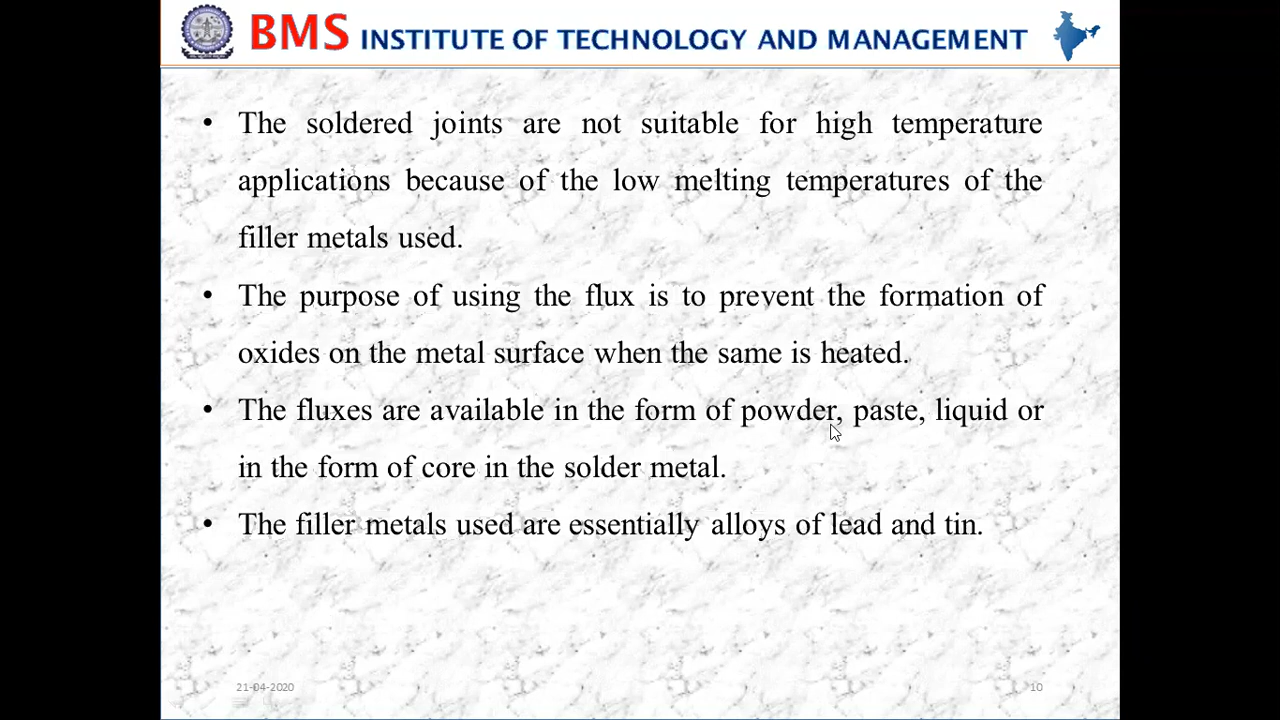 BMS INSTITUTE OF TECHNOLOGY AND MANAGEMENT
• The soldered joints are not suitable for high temperature
applications because of the low melting temperatures of the
filler metals used.
• The purpose of using the flux is to prevent the formation of
oxides on the metal surface when the same is heated.
• The fluxes are available in the form of powder, paste, liquid or
in the form of core in the solder metal.
• The filler metals used are essentially alloys of lead and tin.
21-04-2020
10